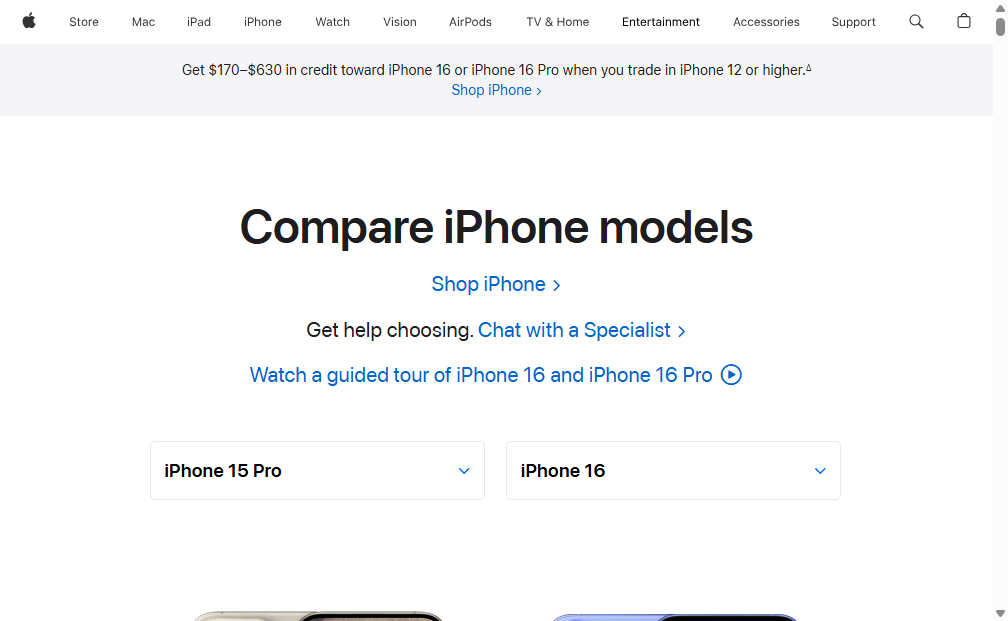 Store Mac iPad iPhone Watch Vision AirPods TV & Home Entertainment Accessories Support
Get $170–$630 in credit toward iPhone 16 or iPhone 16 Pro when you trade in iPhone 12 or higher.∆
Shop iPhone >
Compare iPhone models
Shop iPhone >
Get help choosing. Chat with a Specialist >
Watch a guided tour of iPhone 16 and iPhone 16 Pro
iPhone 15 Pro
iPhone 16